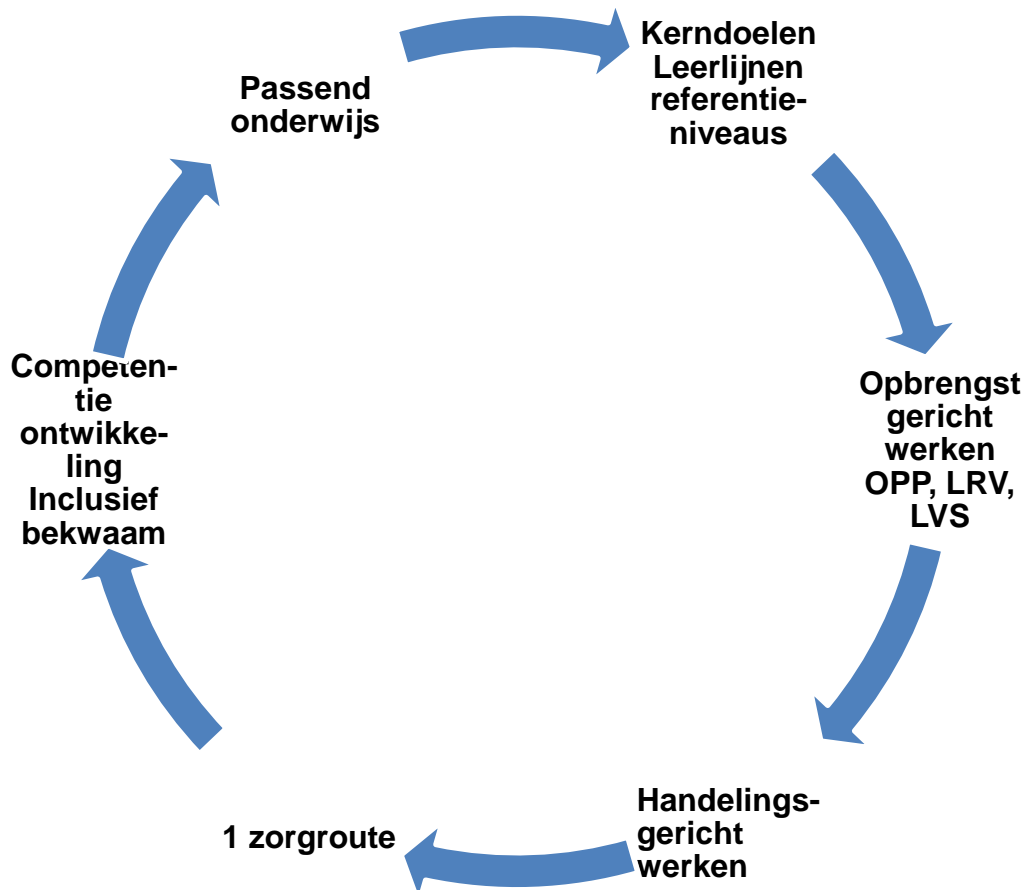 Passend
onderwijs
Kerndoelen
Leerlijnen
referentie-
niveaus
Opbrengst
gericht
werken
OPP, LRV,
LVS
Handelings-
gericht
werken
1 zorgroute
Competen-
tie
ontwikke-
ling
Inclusief
bekwaam